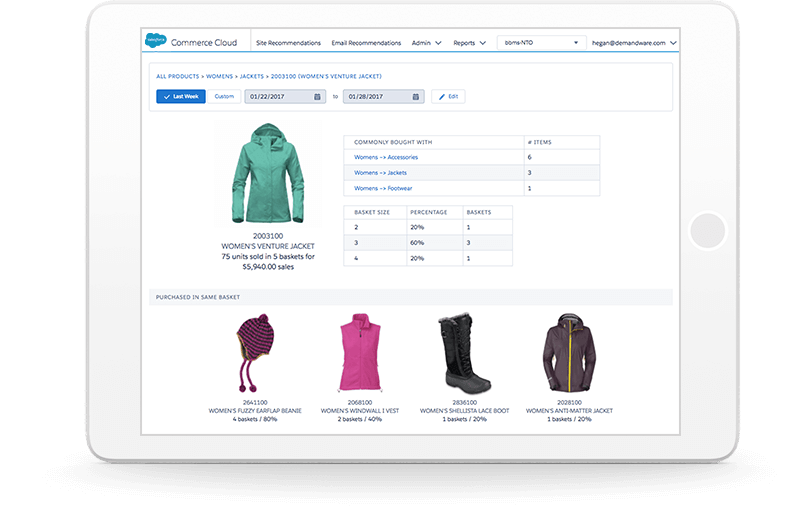 salesforce Commerce Cloud Site Recommendations Email Recommendations Admin Reports bbms-NTO hegan@demandware.com
ALL PRODUCTS > WOMENS > JACKETS > 2003100 (WOMEN'S VENTURE JACKET)
Last Week Custom 01/22/2017 to 01/28/2017 Edit
COMMONLY BOUGHT WITH # ITEMS
Womens -> Accessories 6
Womens -> Jackets 3
Womens -> Footwear 1
BASKET SIZE PERCENTAGE BASKETS
2 20% 1
3 60% 3
4 20% 1
2003100
WOMEN'S VENTURE JACKET
75 units sold in 5 baskets for
$5,940.00 sales
PURCHASED IN SAME BASKET
2641100 2068100 2836100 2028100
WOMEN'S FUZZY EARFLAP BEANIE WOMEN'S WINDWALL I VEST WOMEN'S SHELLISTA LACE BOOT WOMEN'S ANTI-MATTER JACKET
4 baskets / 80% 2 baskets / 40% 1 baskets / 20% 1 baskets / 20%